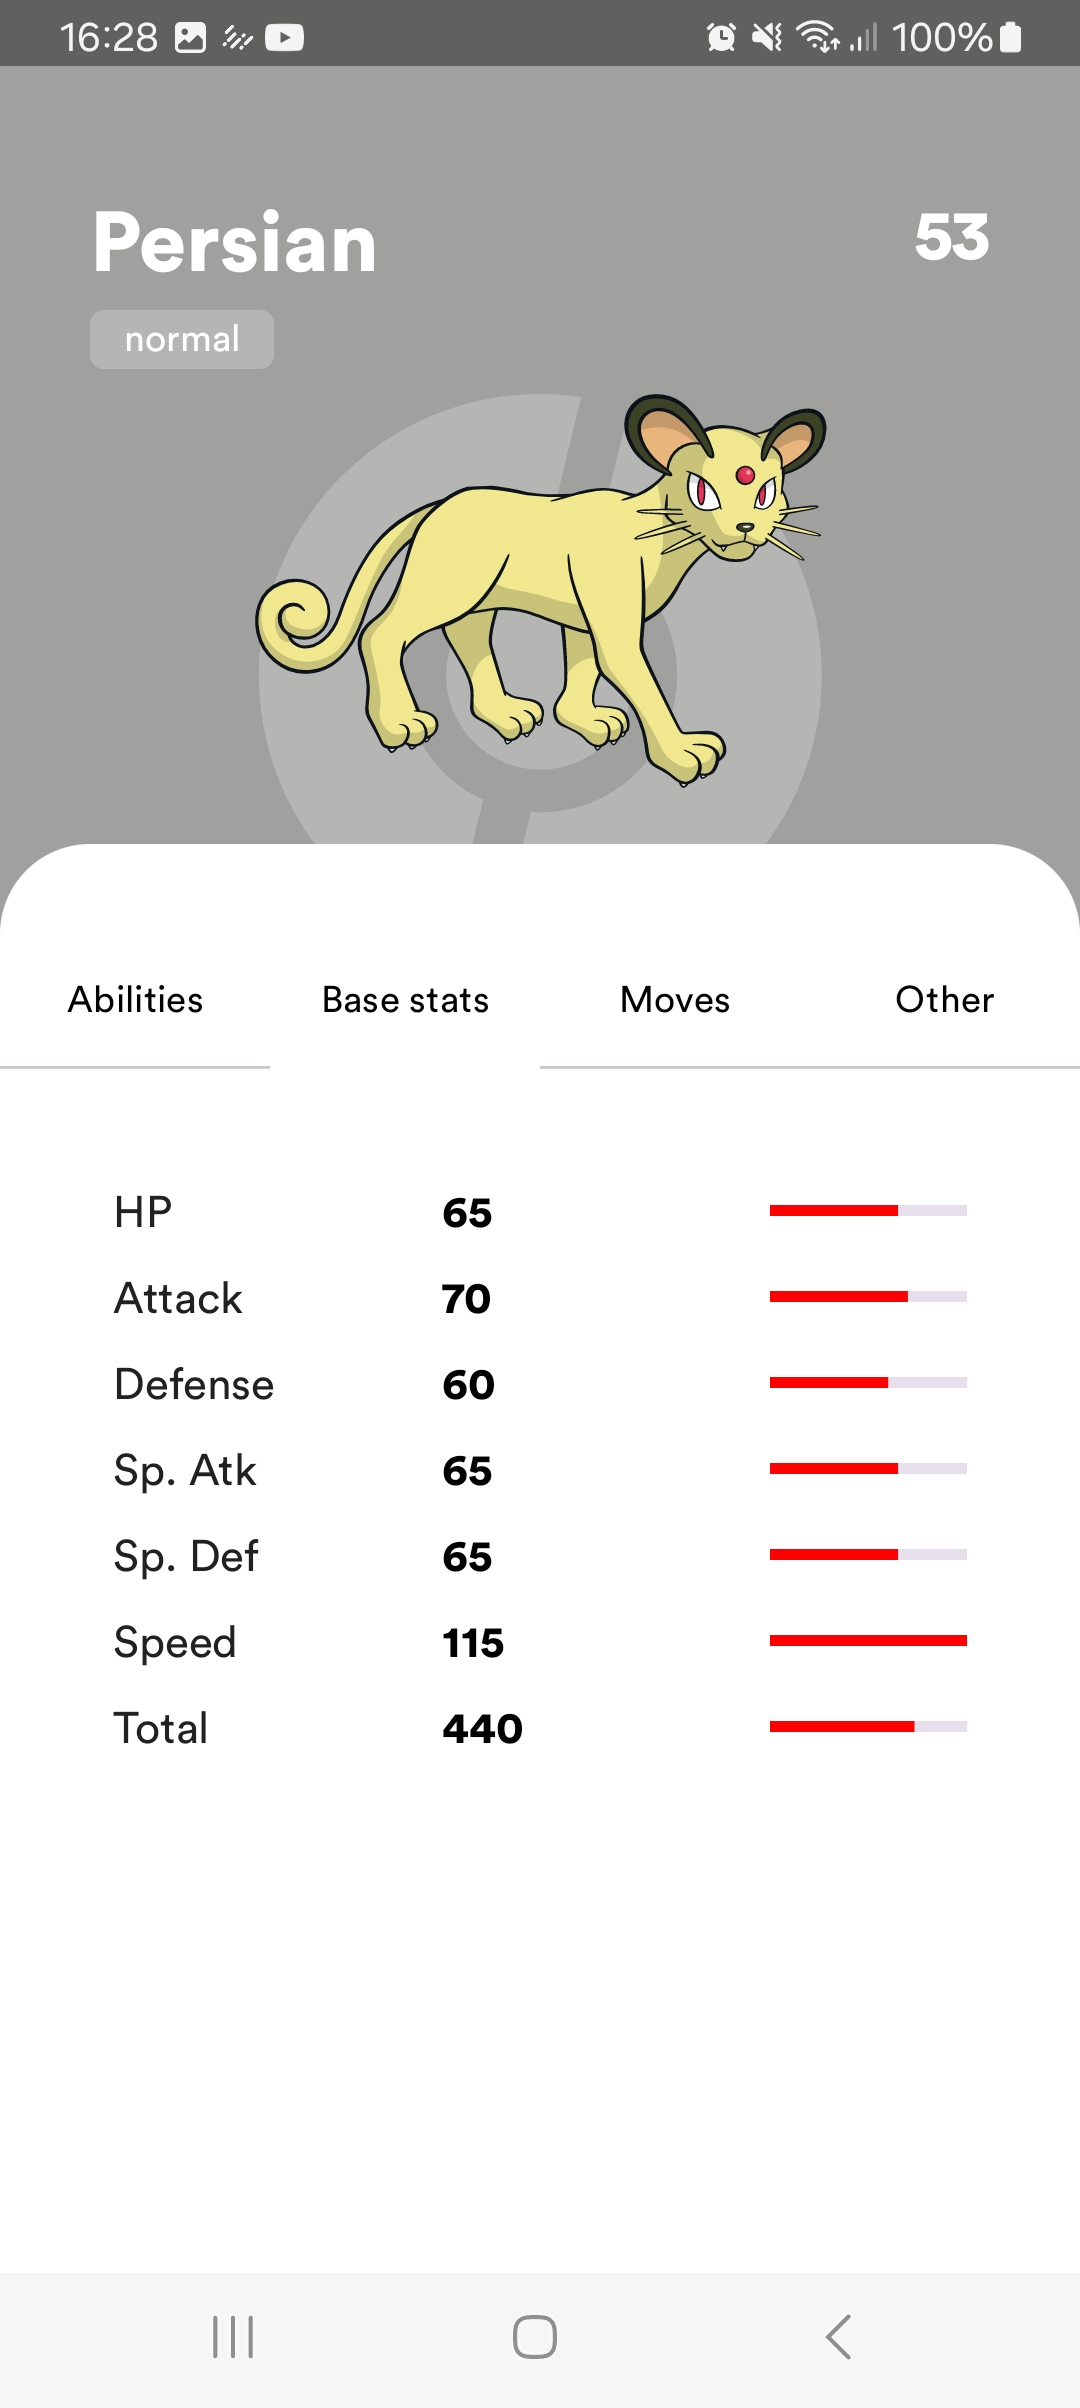 16:28 100%
Persian 53
normal
Abilities Base stats Moves Other
HP 65
Attack 70
Defense 60
Sp. Atk 65
Sp. Def 65
Speed 115
Total 440